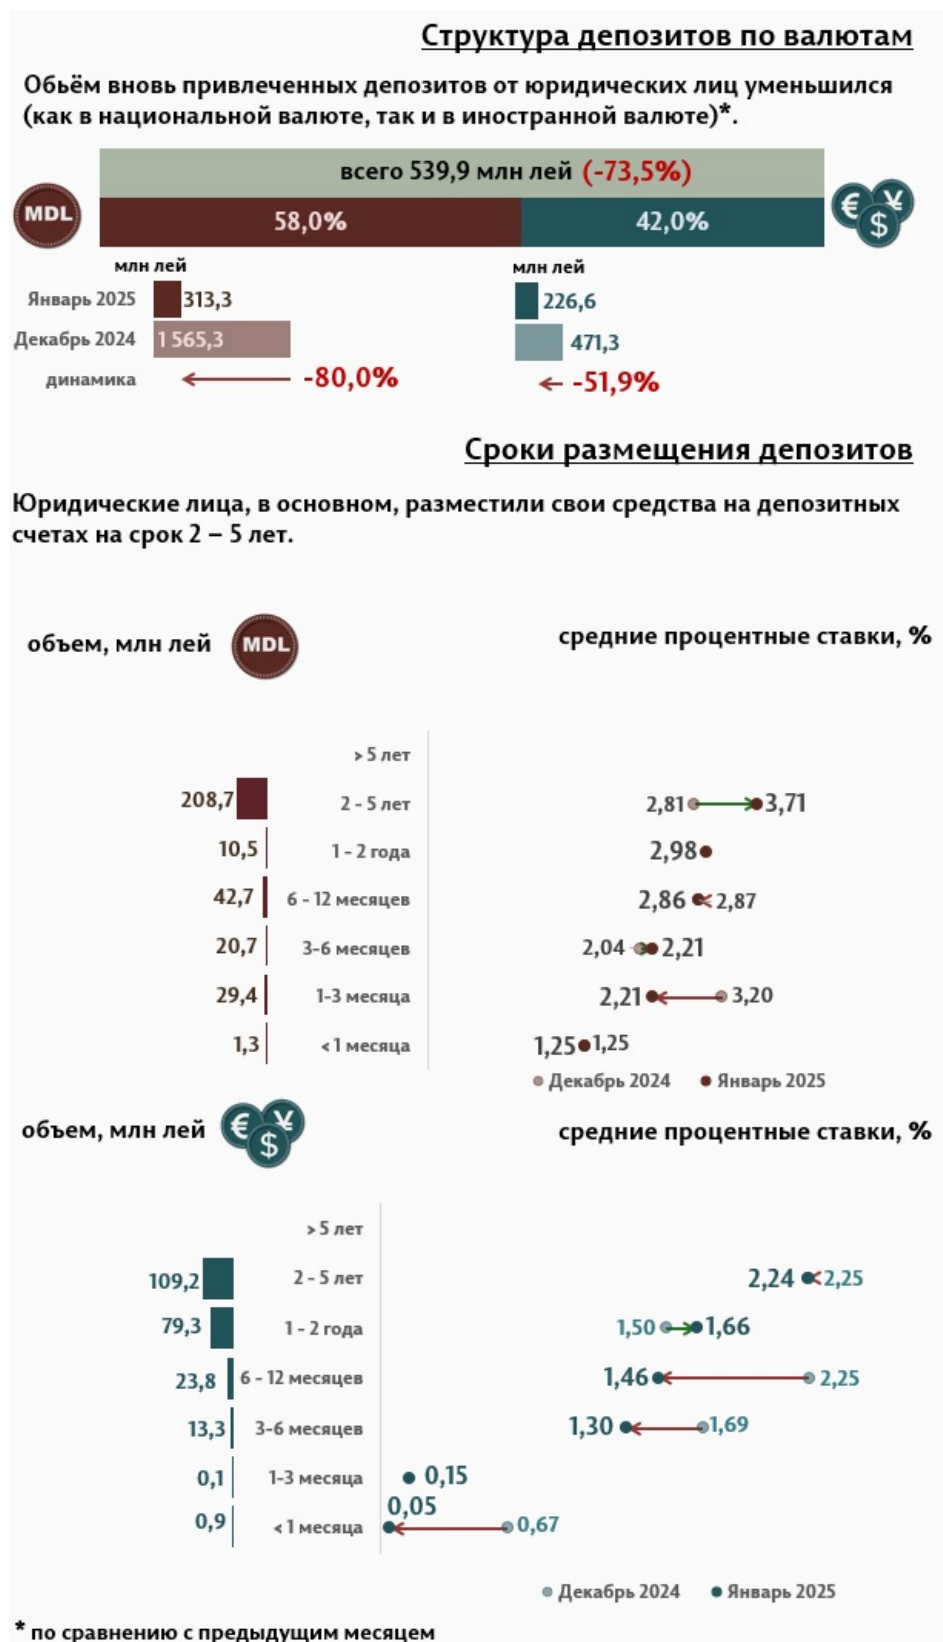 Структура депозитов по валютам
Обьём вновь привлеченных депозитов от юридических лиц уменьшился
(как в национальной валюте, так и в иностранной валюте)*.
всего 539,9 млн лей (-73,5%)
MDL 58,0% 42,0% € ¥ $
млн лей млн лей
Январь 2025 313,3 226,6
Декабрь 2024 1 565,3 471,3
динамика -80,0% -51,9%
Сроки размещения депозитов
Юридические лица, в основном, разместили свои средства на депозитных
счетах на срок 2 – 5 лет.
объем, млн лей MDL средние процентные ставки, %
> 5 лет
208,7 2 - 5 лет 2,81 3,71
10,5 1 - 2 года 2,98
42,7 6 - 12 месяцев 2,86 2,87
20,7 3-6 месяцев 2,04 2,21
29,4 1-3 месяца 2,21 3,20
1,3 < 1 месяца 1,25 1,25
Декабрь 2024 Январь 2025
объем, млн лей € ¥ $ средние процентные ставки, %
> 5 лет
109,2 2 - 5 лет 2,24 2,25
79,3 1 - 2 года 1,50 1,66
23,8 6 - 12 месяцев 1,46 2,25
13,3 3-6 месяцев 1,30 1,69
0,1 1-3 месяца 0,15
0,9 < 1 месяца 0,05 0,67
Декабрь 2024 Январь 2025
* по сравнению с предыдущим месяцем